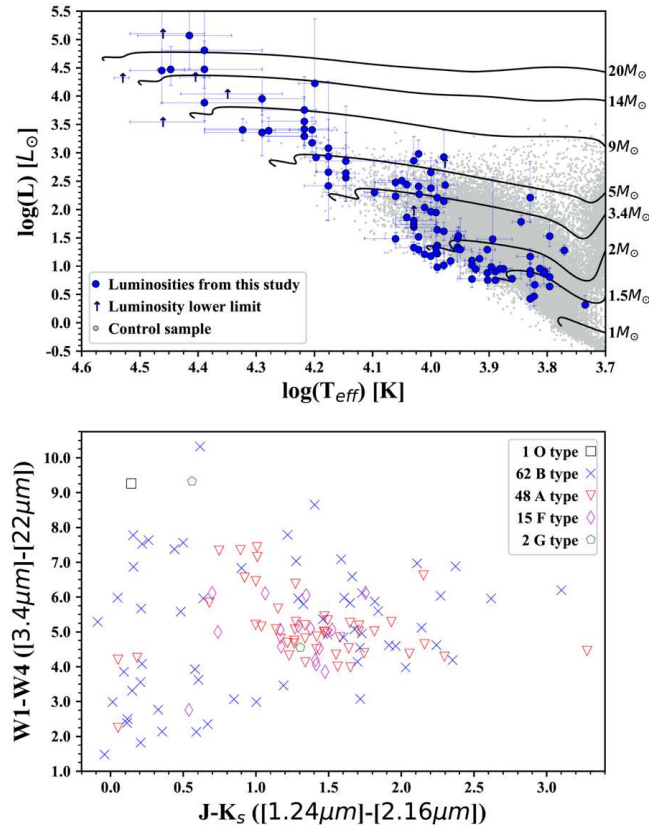 5.5
5.0
4.5
4.0
3.5
3.0
2.5
2.0
1.5
1.0
0.5
0.0
-0.5
log(L) [L⊙]
20M⊙
14M⊙
9M⊙
5M⊙
3.4M⊙
2M⊙
1.5M⊙
1M⊙
Luminosities from this study
↑ Luminosity lower limit
Control sample
4.6 4.5 4.4 4.3 4.2 4.1 4.0 3.9 3.8 3.7
log(Teff) [K]
10.0
9.0
8.0
7.0
6.0
5.0
4.0
3.0
2.0
1.0
W1-W4 ([3.4μm]-[22μm])
1 O type
62 B type
48 A type
15 F type
2 G type
0.0 0.5 1.0 1.5 2.0 2.5 3.0
J-Ks ([1.24μm]-[2.16μm])